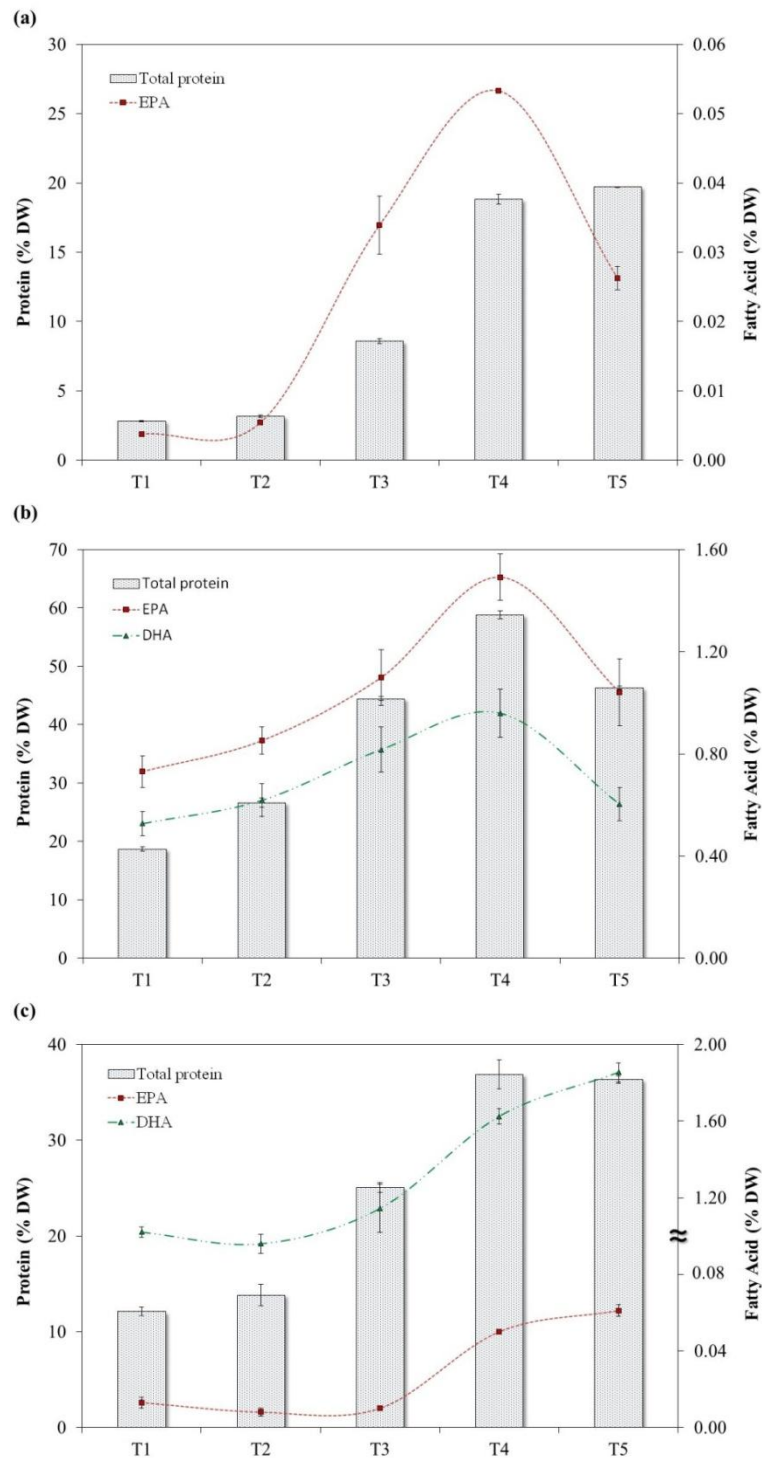 (a)
Protein (% DW)
30
25
20
15
10
5
0
Total protein
EPA
0.06
0.05
0.04
0.03
0.02
0.01
0.00
Fatty Acid (% DW)
T1 T2 T3 T4 T5
(b)
Protein (% DW)
70
60
50
40
30
20
10
0
Total protein
EPA
DHA
1.60
1.20
0.80
0.40
0.00
Fatty Acid (% DW)
T1 T2 T3 T4 T5
(c)
Protein (% DW)
40
30
20
10
0
Total protein
EPA
DHA
2.00
1.60
1.20
≈
0.08
0.04
0.00
Fatty Acid (% DW)
T1 T2 T3 T4 T5